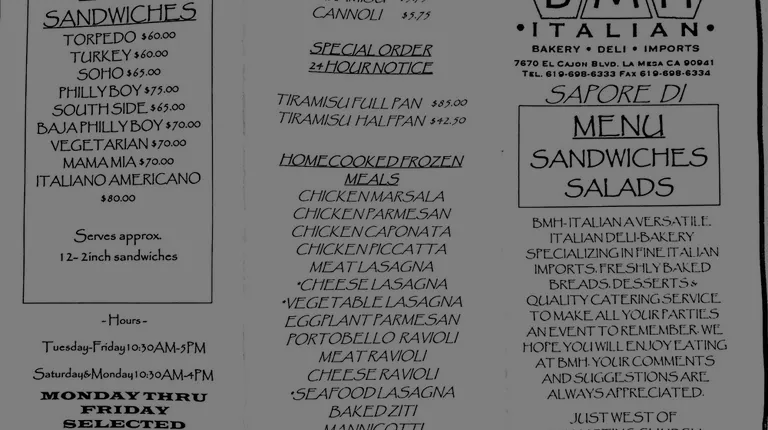 SANDWICHES
TORPEDO $60.00
TURKEY $60.00
SOHO $65.00
PHILLY BOY $75.00
SOUTH SIDE $65.00
BAJA PHILLY BOY $70.00
VEGETARIAN $70.00
MAMA MIA $70.00
ITALIANO AMERICANO
$80.00
Serves approx.
12- 2inch sandwiches
- Hours -
Tuesday-Friday 10:30AM-5PM
Saturday & Monday 10:30AM-4PM
MONDAY THRU
FRIDAY
SELECTED
CANNOLI $5.75
SPECIAL ORDER
24 HOUR NOTICE
TIRAMISU FULL PAN $85.00
TIRAMISU HALF PAN $42.50
HOME COOKED FROZEN
MEALS
CHICKEN MARSALA
CHICKEN PARMESAN
CHICKEN CAPONATA
CHICKEN PICCATTA
MEAT LASAGNA
•CHEESE LASAGNA
•VEGETABLE LASAGNA
EGGPLANT PARMESAN
PORTOBELLO RAVIOLI
MEAT RAVIOLI
CHEESE RAVIOLI
•SEAFOOD LASAGNA
BAKED ZITI
MANNICOTTI
BMH
• ITALIAN •
BAKERY • DELI • IMPORTS
7670 EL CAJON BLVD. LA MESA CA 90941
TEL. 619-698-6333 FAX 619-698-6334
SAPORE DI
MENU
SANDWICHES
SALADS
BMH- ITALIAN A VERSATILE
ITALIAN DELI-BAKERY
SPECIALIZING IN FINE ITALIAN
IMPORTS, FRESHLY BAKED
BREADS, DESSERTS &
QUALITY CATERING SERVICE
TO MAKE ALL YOUR PARTIES
AN EVENT TO REMEMBER. WE
HOPE YOU WILL ENJOY EATING
AT BMH. YOUR COMMENTS
AND SUGGESTIONS ARE
ALWAYS APPRECIATED.
JUST WEST OF